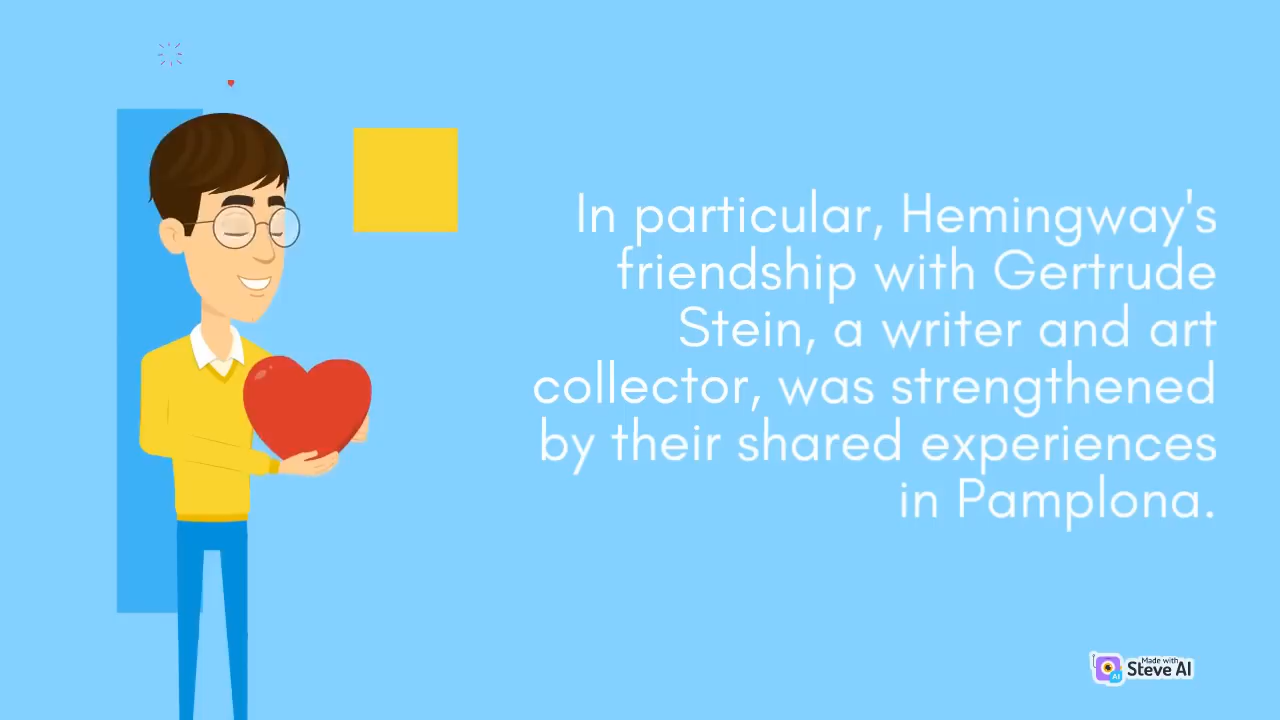 In particular, Hemingway's
friendship with Gertrude
Stein, a writer and art
collector, was strengthened
by their shared experiences
in Pamplona.
Made with
Steve AI
AI